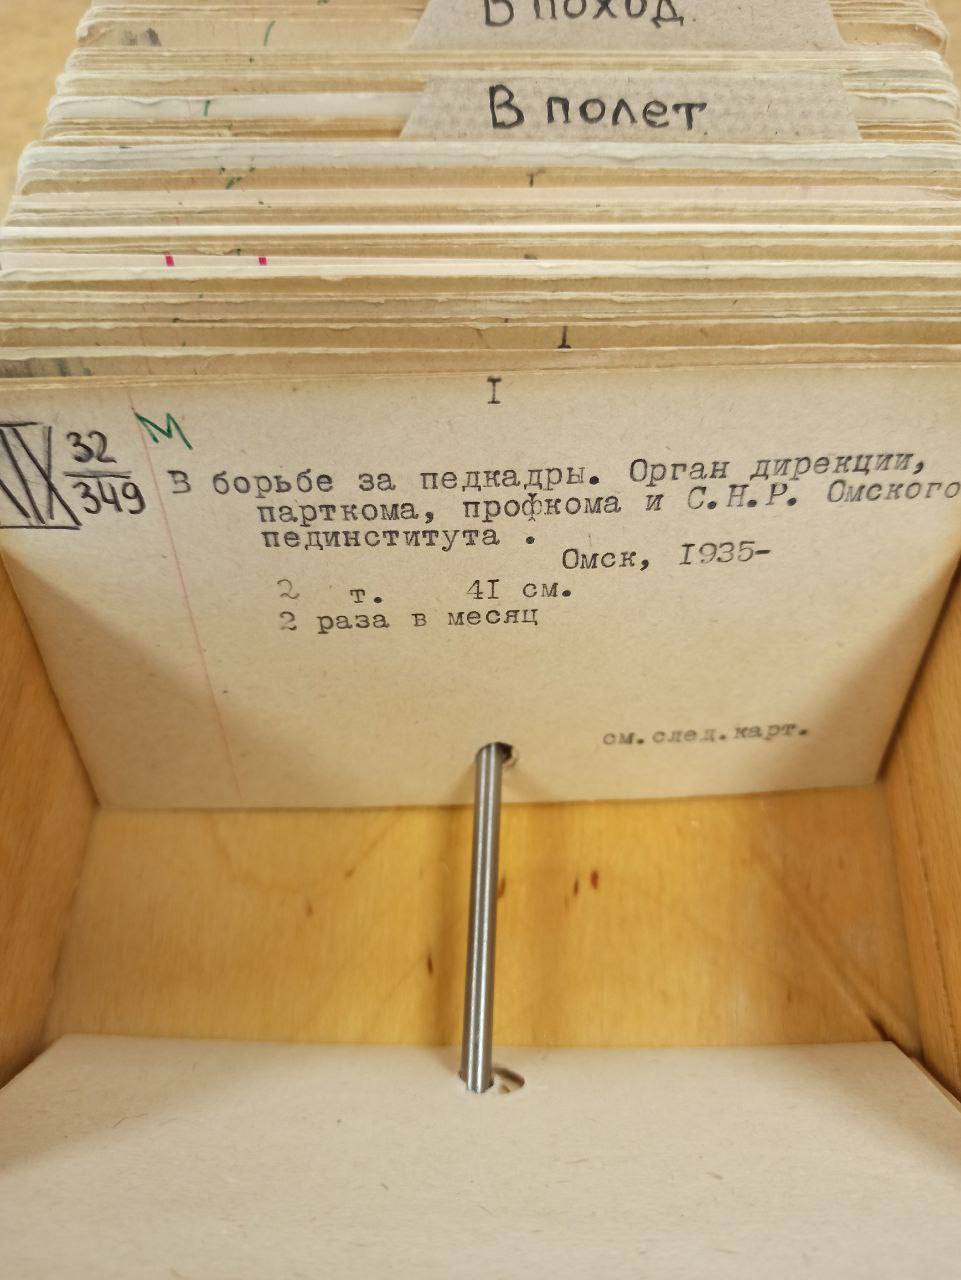 В поход
В полет
I
I
32
349
М
В борьбе за педкадры. Орган дирекции,
парткома, профкома и С.Н.Р. Омского
пединститута .
Омск, 1935-
2 т. 41 см.
2 раза в месяц
см.след.карт.